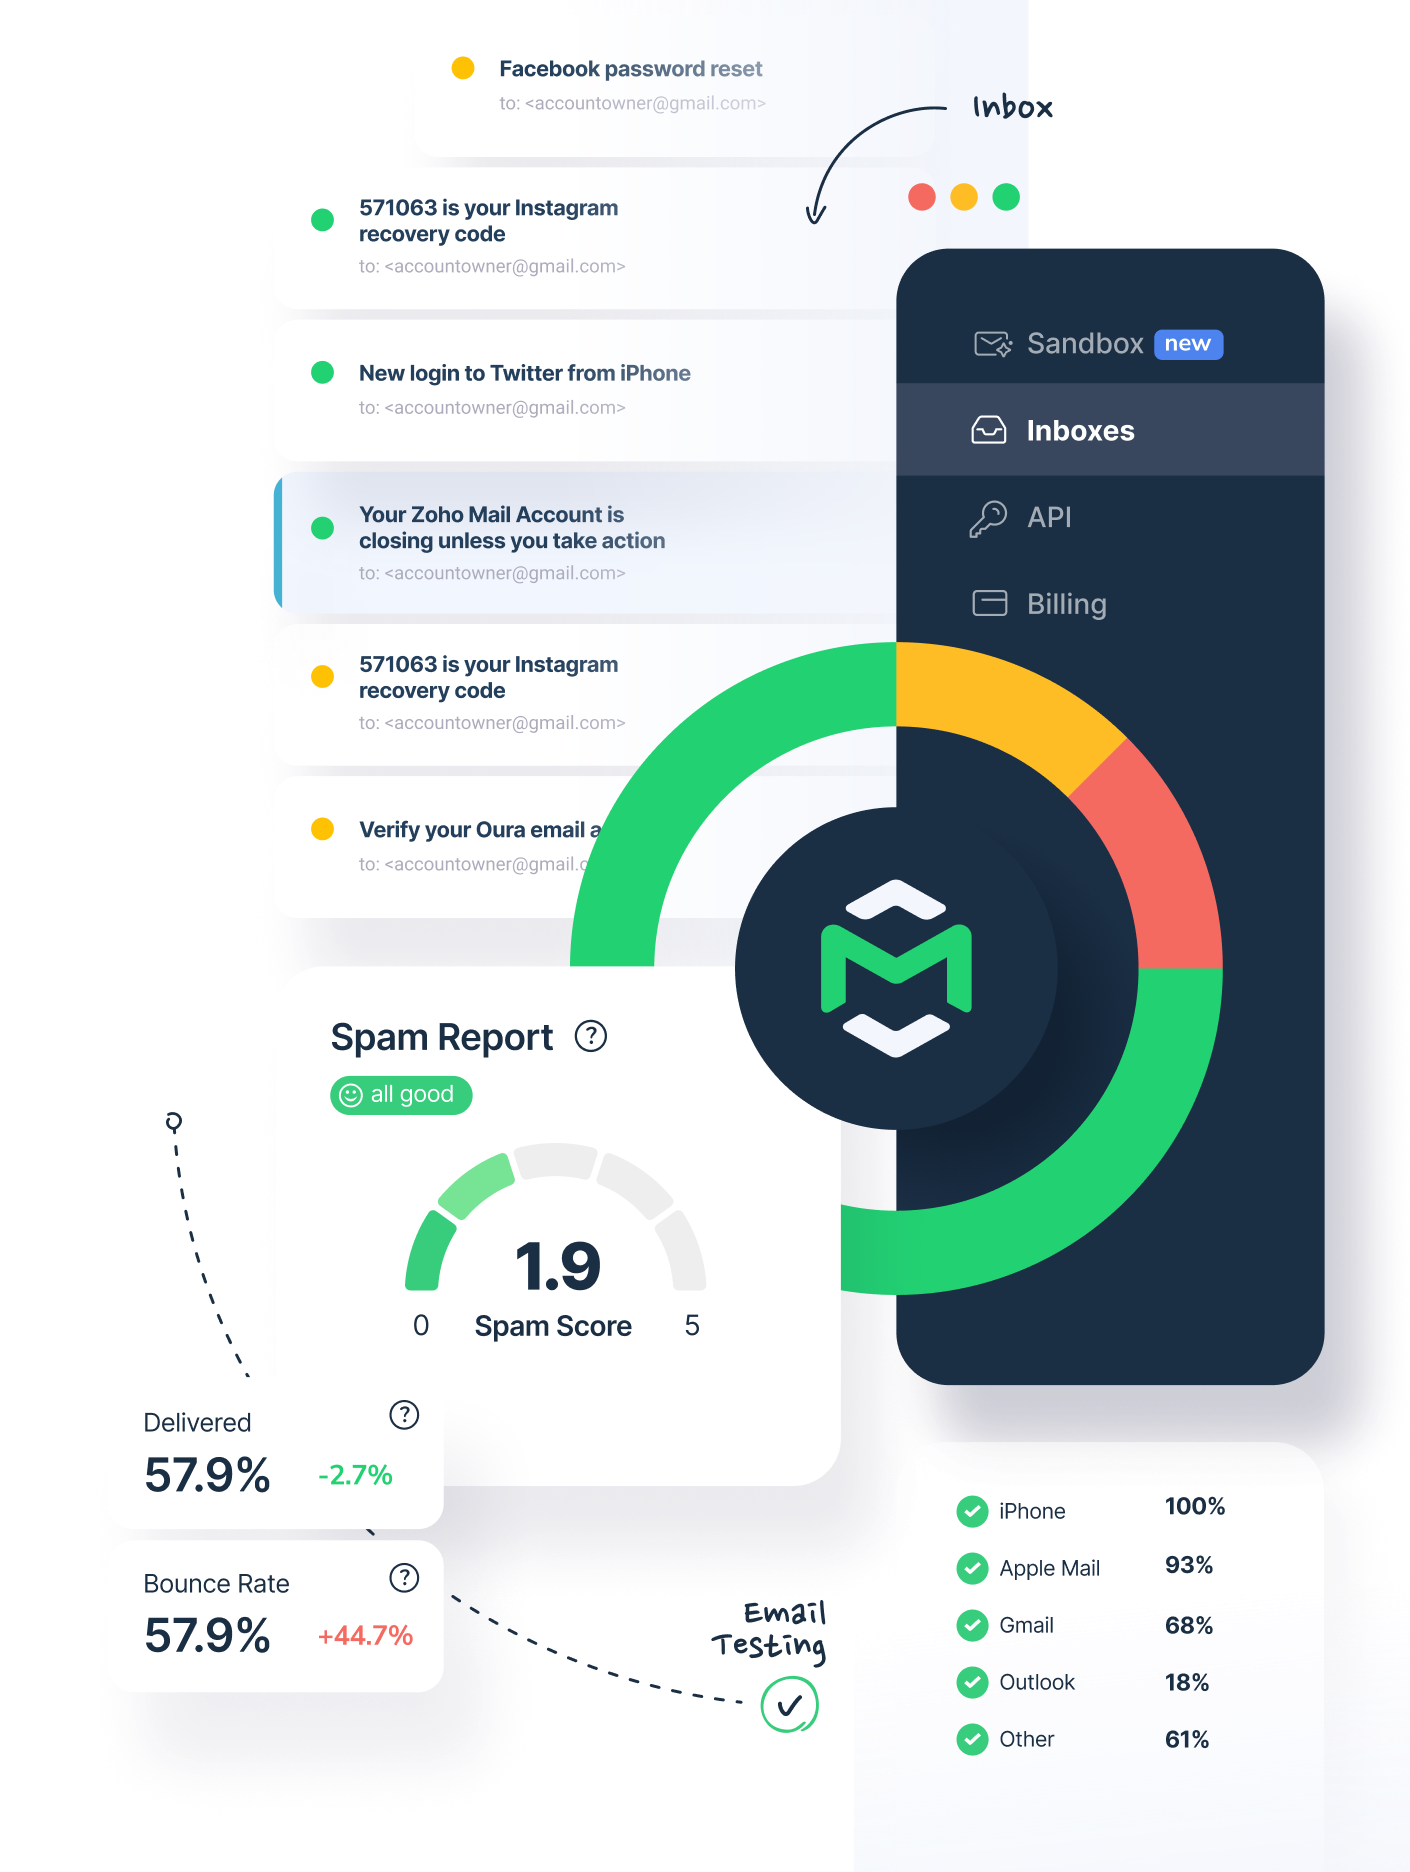 Facebook password reset
to: <accountowner@gmail.com>
Inbox
571063 is your Instagram
recovery code
to: <accountowner@gmail.com>
New login to Twitter from iPhone
to: <accountowner@gmail.com>
Your Zoho Mail Account is
closing unless you take action
to: <accountowner@gmail.com>
571063 is your Instagram
recovery code
to: <accountowner@gmail.com>
Verify your Oura email a
to: <accountowner@gmail.c
Sandbox new
Inboxes
API
Billing
Spam Report ?
all good
1.9
0 Spam Score 5
Delivered ?
57.9% -2.7%
Bounce Rate ?
57.9% +44.7%
Email
Testing
iPhone 100%
Apple Mail 93%
Gmail 68%
Outlook 18%
Other 61%